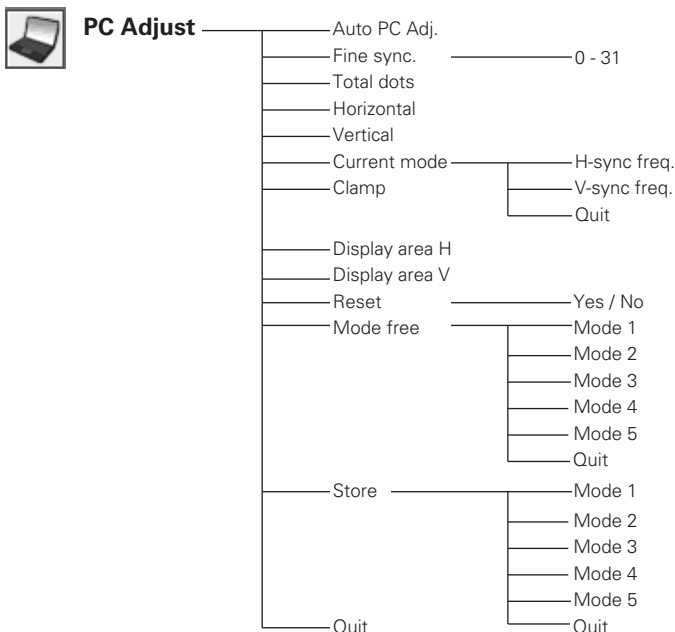 PC Adjust Auto PC Adj.
Fine sync. 0 - 31
Total dots
Horizontal
Vertical
Current mode H-sync freq.
Clamp V-sync freq.
Quit
Display area H
Display area V
Reset Yes / No
Mode free Mode 1
Mode 2
Mode 3
Mode 4
Mode 5
Quit
Store Mode 1
Mode 2
Mode 3
Mode 4
Mode 5
Quit Quit